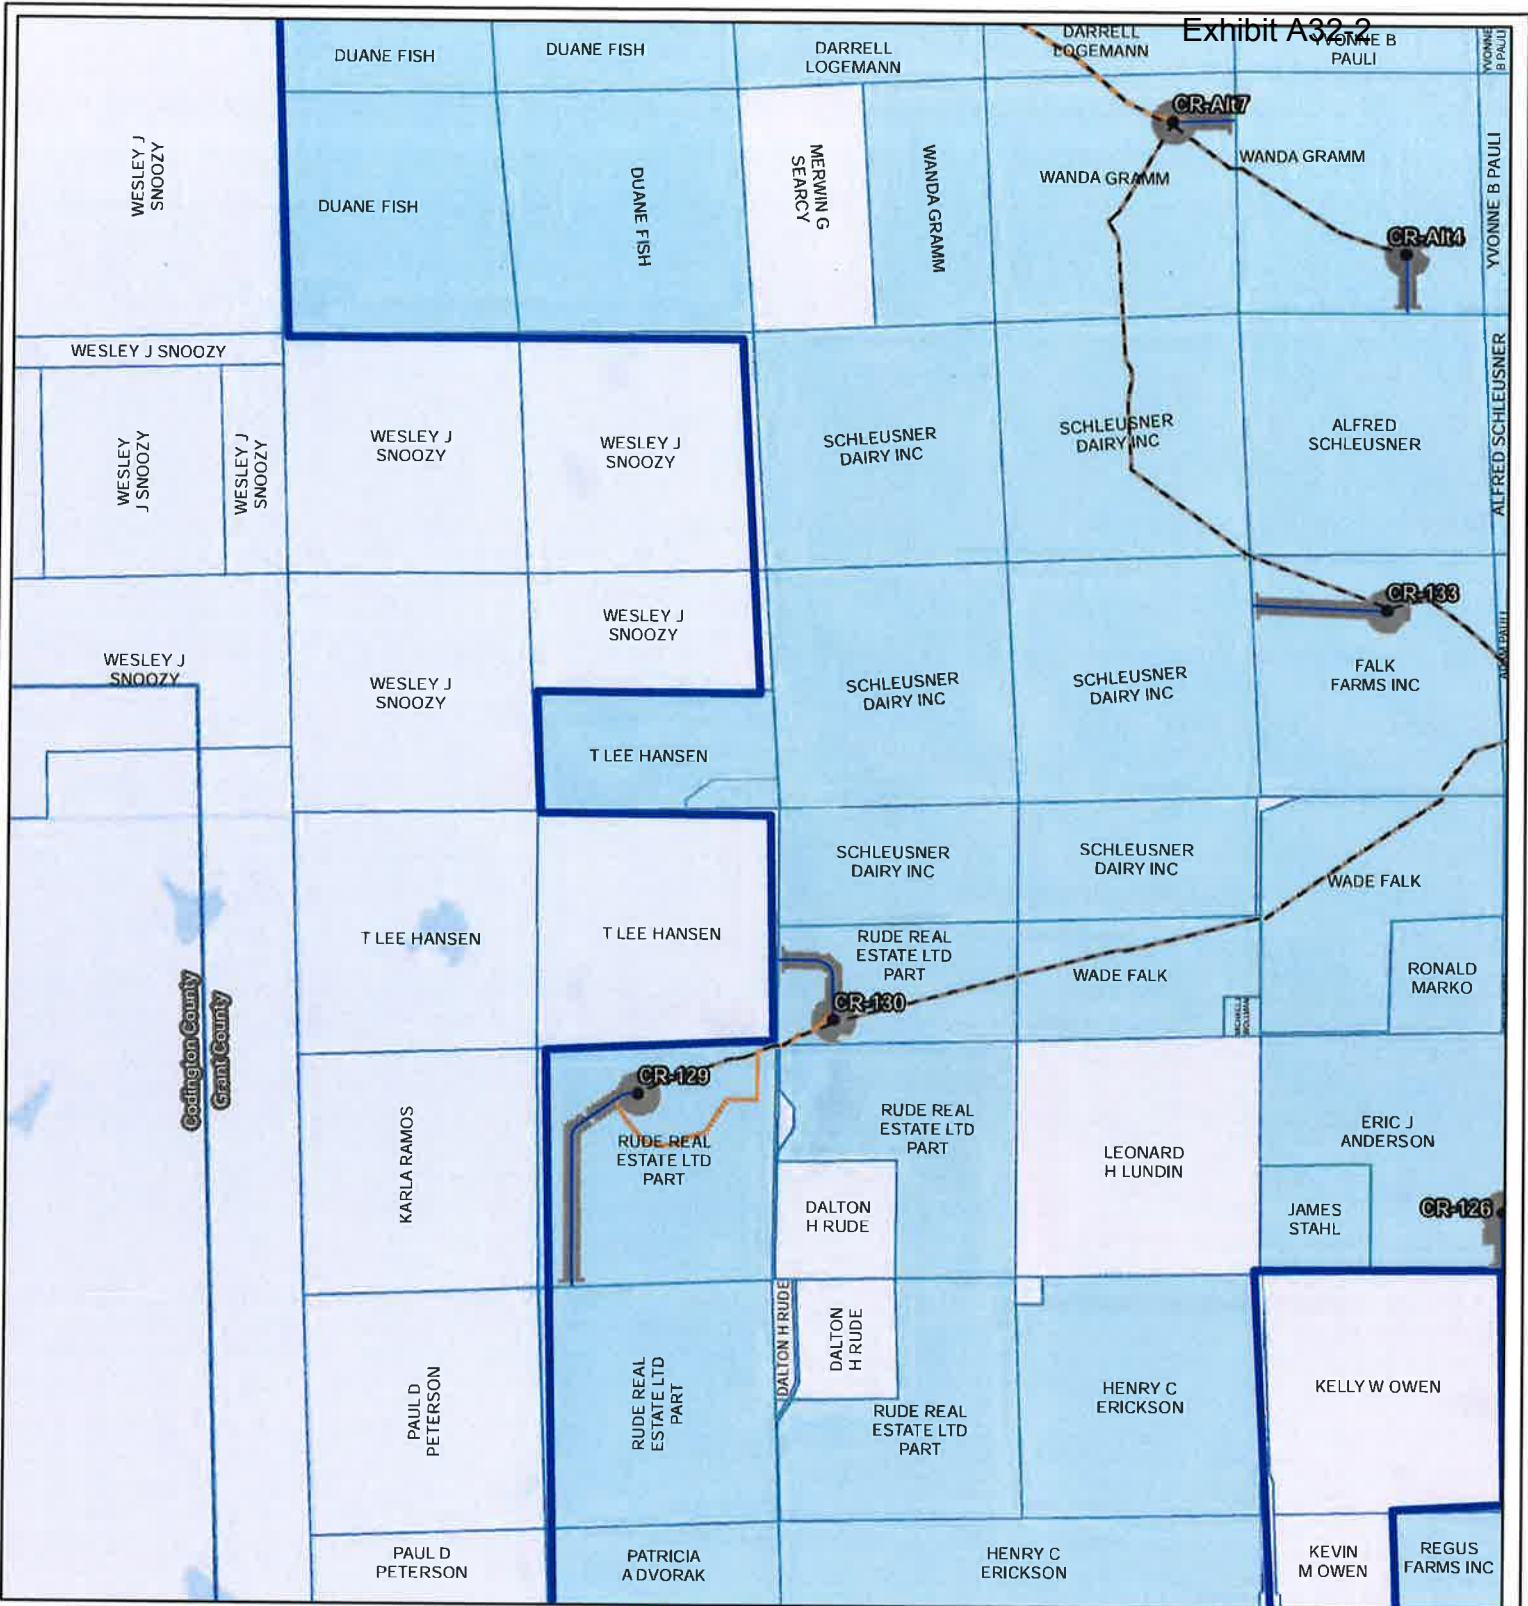 Exhibit A32-2
DUANE FISH
DUANE FISH
DARRELL
LOGEMANN
DARRELL
LOGEMANN
YVONNE B
PAULI
YVONNE
B PAULI
WESLEY J
SNOOZY
DUANE FISH
DUANE FISH
MERWIN G
SEARCY
WANDA GRAMM
CR-Alt7
WANDA GRAMM
WANDA GRAMM
CR-Alt4
YVONNE B PAULI
WESLEY J SNOOZY
WESLEY
J SNOOZY
WESLEY J
SNOOZY
WESLEY J
SNOOZY
WESLEY J
SNOOZY
SCHLEUSNER
DAIRY INC
SCHLEUSNER
DAIRY INC
ALFRED
SCHLEUSNER
ALFRED SCHLEUSNER
WESLEY J
SNOOZY
WESLEY J
SNOOZY
WESLEY J
SNOOZY
SCHLEUSNER
DAIRY INC
SCHLEUSNER
DAIRY INC
CR-133
FALK
FARMS INC
T LEE HANSEN
SCHLEUSNER
DAIRY INC
SCHLEUSNER
DAIRY INC
WADE FALK
T LEE HANSEN
T LEE HANSEN
RUDE REAL
ESTATE LTD
PART
WADE FALK
RONALD
MARKO
CR-130
Codington County
Grant County
CR-129
KARLA RAMOS
RUDE REAL
ESTATE LTD
PART
RUDE REAL
ESTATE LTD
PART
LEONARD
H LUNDIN
ERIC J
ANDERSON
DALTON
H RUDE
JAMES
STAHL
CR-126
PAUL D
PETERSON
RUDE REAL
ESTATE LTD
PART
DALTON H RUDE
DALTON
H RUDE
RUDE REAL
ESTATE LTD
PART
HENRY C
ERICKSON
KELLY W OWEN
PAUL D
PETERSON
PATRICIA
A DVORAK
HENRY C
ERICKSON
KEVIN
M OWEN
REGUS
FARMS INC